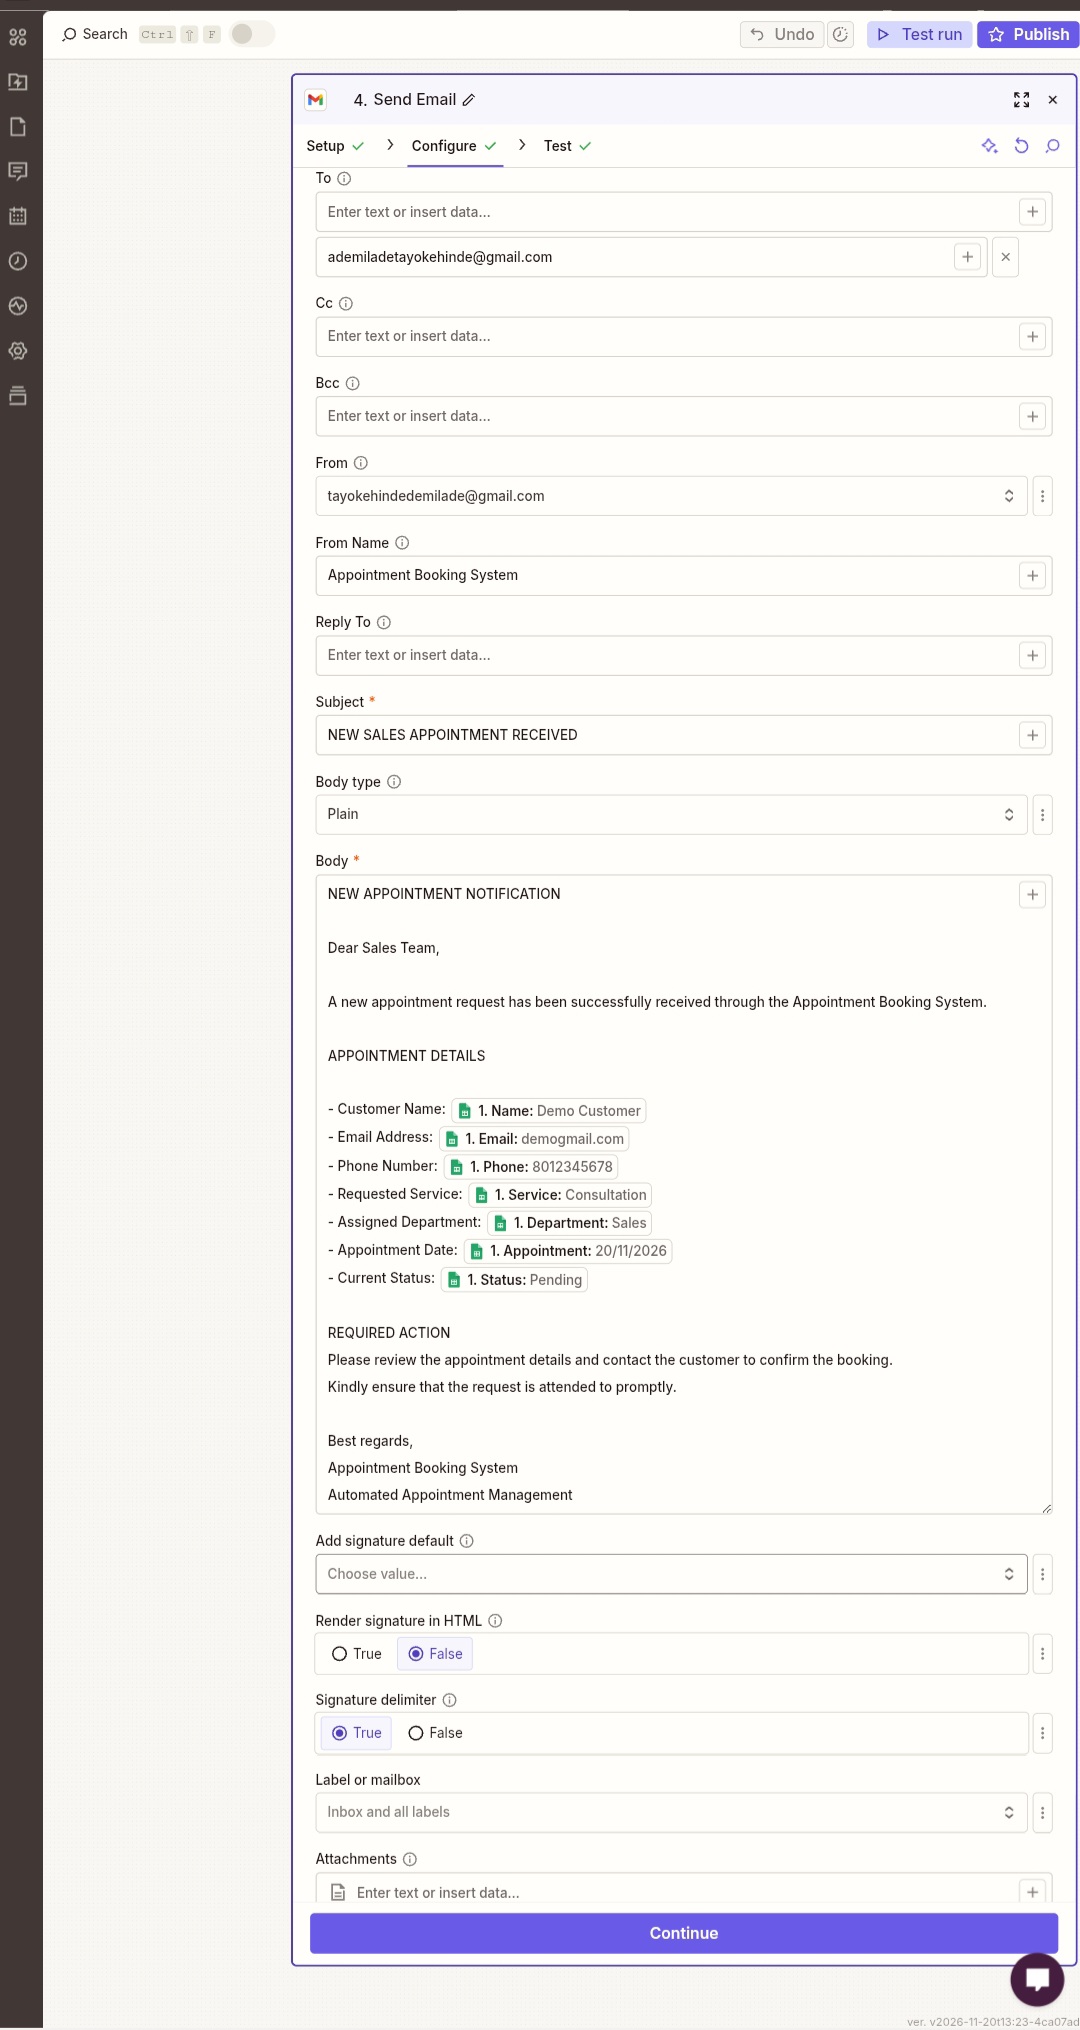 Search Ctrl ⇧ F Undo Test run Publish
4. Send Email
Setup Configure Test
To
Enter text or insert data...
ademiladetayokehinde@gmail.com
Cc
Enter text or insert data...
Bcc
Enter text or insert data...
From
tayokehindedemilade@gmail.com
From Name
Appointment Booking System
Reply To
Enter text or insert data...
Subject *
NEW SALES APPOINTMENT RECEIVED
Body type
Plain
Body *
NEW APPOINTMENT NOTIFICATION
Dear Sales Team,
A new appointment request has been successfully received through the Appointment Booking System.
APPOINTMENT DETAILS
- Customer Name: 1. Name: Demo Customer
- Email Address: 1. Email: demogmail.com
- Phone Number: 1. Phone: 8012345678
- Requested Service: 1. Service: Consultation
- Assigned Department: 1. Department: Sales
- Appointment Date: 1. Appointment: 20/11/2026
- Current Status: 1. Status: Pending
REQUIRED ACTION
Please review the appointment details and contact the customer to confirm the booking.
Kindly ensure that the request is attended to promptly.
Best regards,
Appointment Booking System
Automated Appointment Management
Add signature default
Choose value...
Render signature in HTML
True False
Signature delimiter
True False
Label or mailbox
Inbox and all labels
Attachments
Enter text or insert data...
Continue
ver. v2026-11-20t13:23-4ca07ad